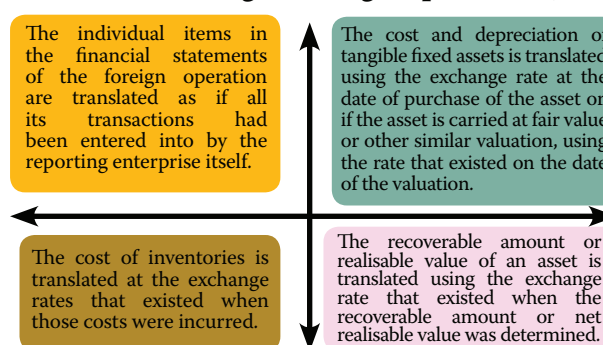 The individual items in
the financial statements
of the foreign operation
are translated as if all
its transactions had
been entered into by the
reporting enterprise itself.
The cost and depreciation of
tangible fixed assets is translated
using the exchange rate at the
date of purchase of the asset or
if the asset is carried at fair value
or other similar valuation, using
the rate that existed on the date
of the valuation.
The cost of inventories is
translated at the exchange
rates that existed when
those costs were incurred.
The recoverable amount or
realisable value of an asset is
translated using the exchange
rate that existed when the
recoverable amount or net
realisable value was determined.